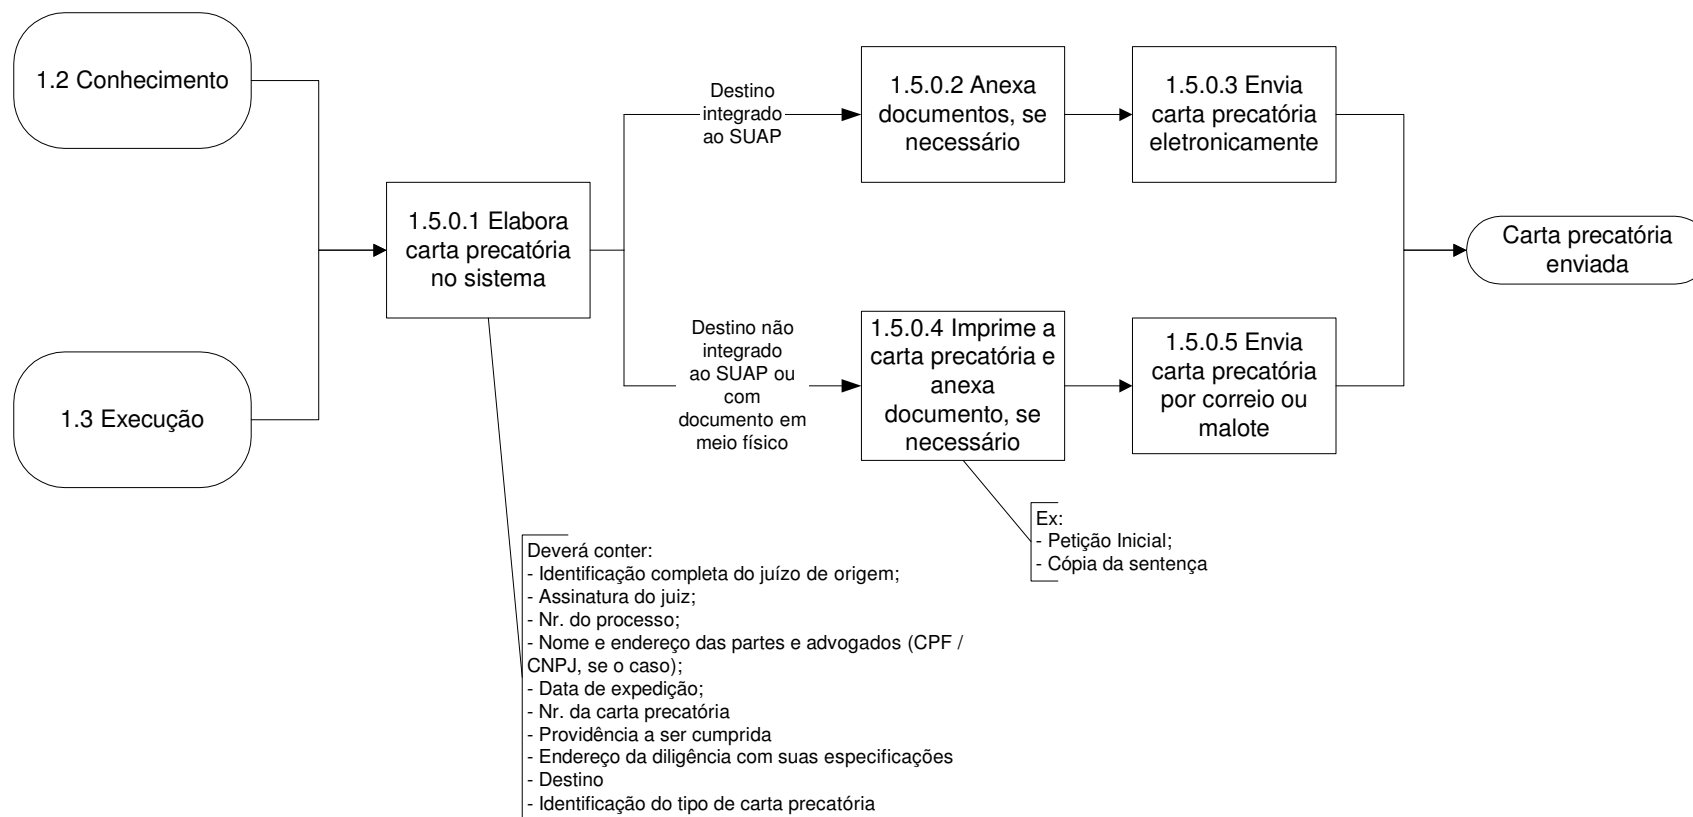 1.2 Conhecimento
1.3 Execução
1.5.0.1 Elabora
carta precatória
no sistema
Destino
integrado
ao SUAP
1.5.0.2 Anexa
documentos, se
necessário
1.5.0.3 Envia
carta precatória
eletronicamente
Destino não
integrado
ao SUAP ou
com
documento em
meio físico
1.5.0.4 Imprime a
carta precatória e
anexa
documento, se
necessário
1.5.0.5 Envia
carta precatória
por correio ou
malote
Carta precatória
enviada
Ex:
- Petição Inicial;
- Cópia da sentença
Deverá conter:
- Identificação completa do juízo de origem;
- Assinatura do juiz;
- Nr. do processo;
- Nome e endereço das partes e advogados (CPF /
CNPJ, se o caso);
- Data de expedição;
- Nr. da carta precatória
- Providência a ser cumprida
- Endereço da diligência com suas especificações
- Destino
- Identificação do tipo de carta precatória